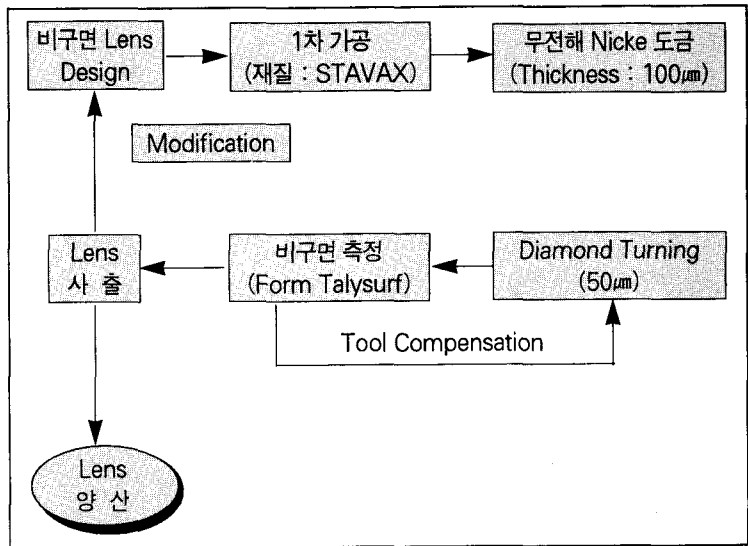 비구면 Lens
Design
1차 가공
(재질 : STAVAX)
무전해 Nicke 도금
(Thickness : 100㎛)
Modification
Lens
사 출
비구면 측정
(Form Talysurf)
Diamond Turning
(50㎛)
Tool Compensation
Lens
양 산